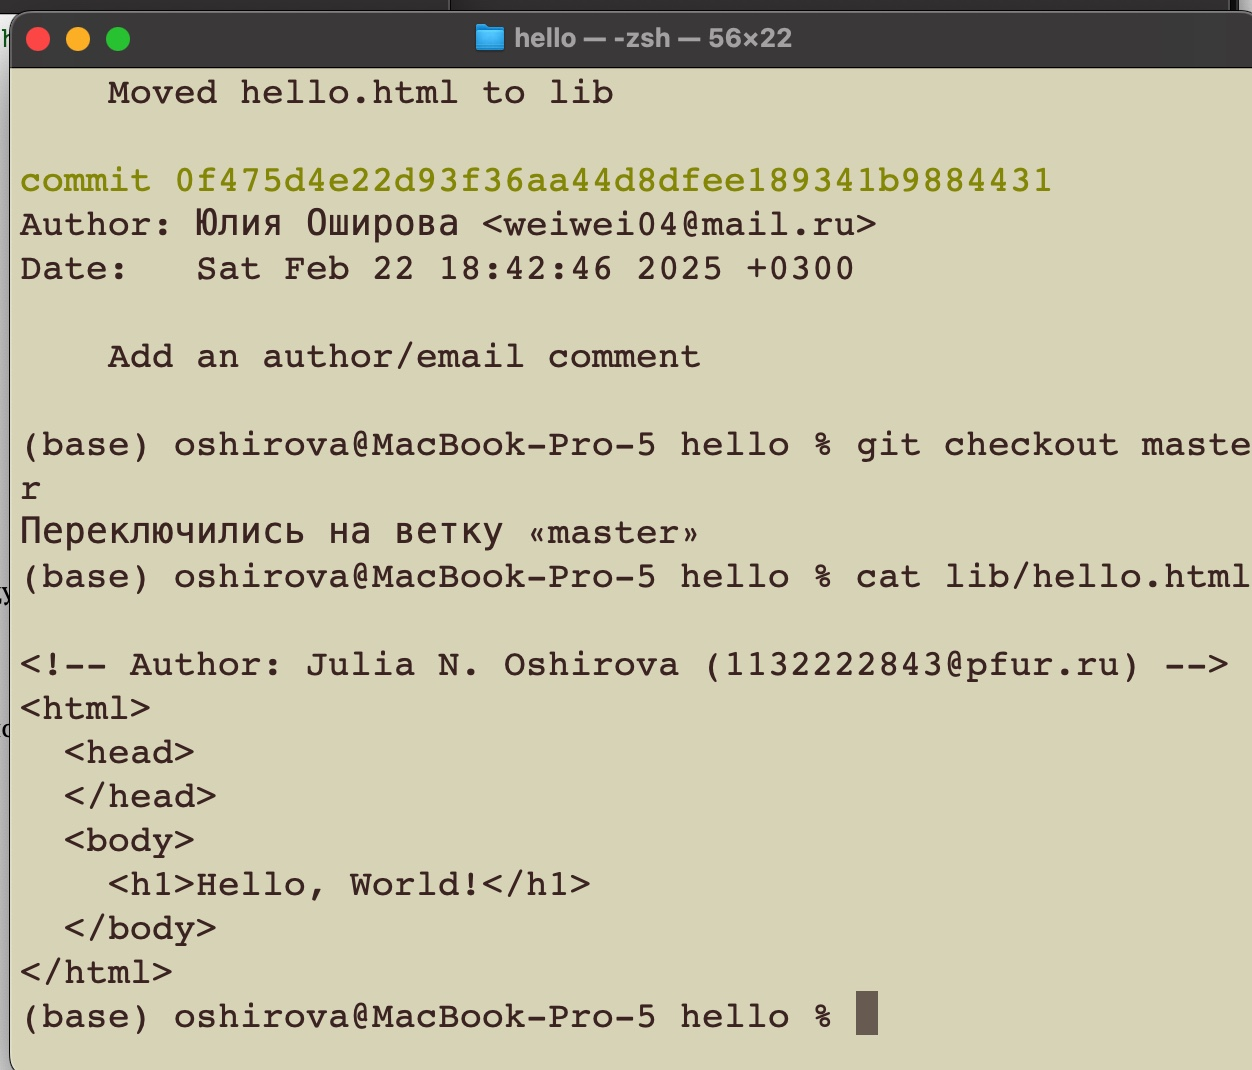 hello — -zsh — 56×22
Moved hello.html to lib
commit 0f475d4e22d93f36aa44d8dfee189341b9884431
Author: Юлия Оширова <weiwei04@mail.ru>
Date:   Sat Feb 22 18:42:46 2025 +0300
Add an author/email comment
(base) oshirova@MacBook-Pro-5 hello % git checkout maste
r
Переключились на ветку «master»
(base) oshirova@MacBook-Pro-5 hello % cat lib/hello.html
<!-- Author: Julia N. Oshirova (1132222843@pfur.ru) -->
<html>
  <head>
  </head>
  <body>
    <h1>Hello, World!</h1>
  </body>
</html>
(base) oshirova@MacBook-Pro-5 hello %